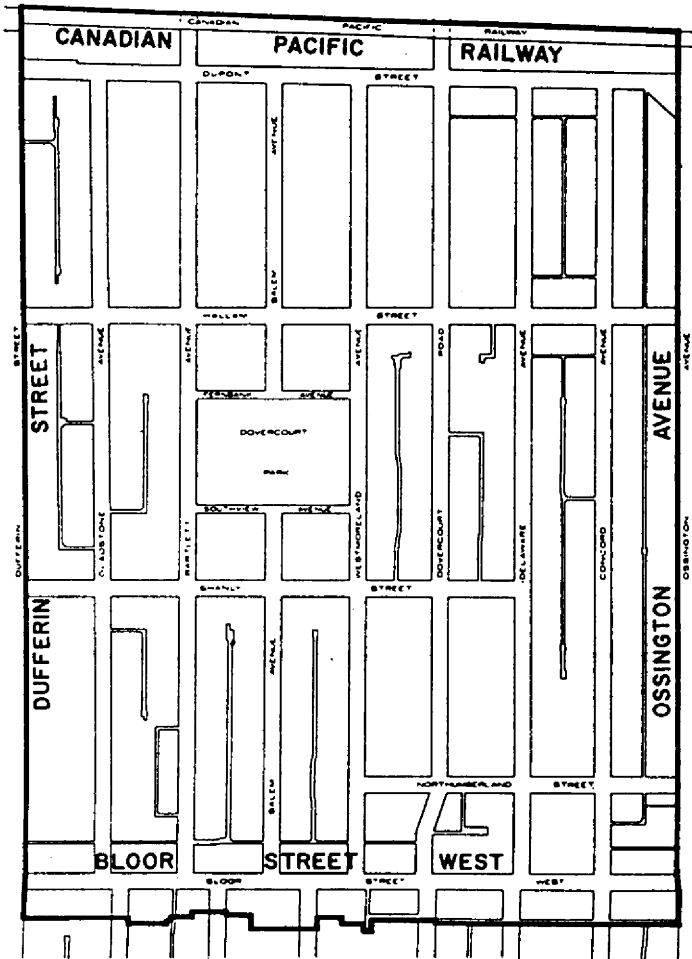 CANADIAN PACIFIC RAILWAY
CANADIAN PACIFIC RAILWAY
DUPONT STREET
AVENUE
SALEM
HALLAM STREET
STREET
STREET
AVENUE
AVENUE
AVENUE
ROAD
AVENUE
AVENUE
AVENUE
AVENUE
FERNBANK AVENUE
DOVERCOURT
PARK
SOUTHVIEW AVENUE
DUFFERIN
GLADSTONE
BARTLETT
WESTMORELAND
DOVERCOURT
DELAWARE
CONCORD
OSSINGTON
SHANLY STREET
DUFFERIN
AVENUE
OSSINGTON
SALEM
NORTHUMBERLAND STREET
BLOOR STREET WEST
BLOOR STREET WEST